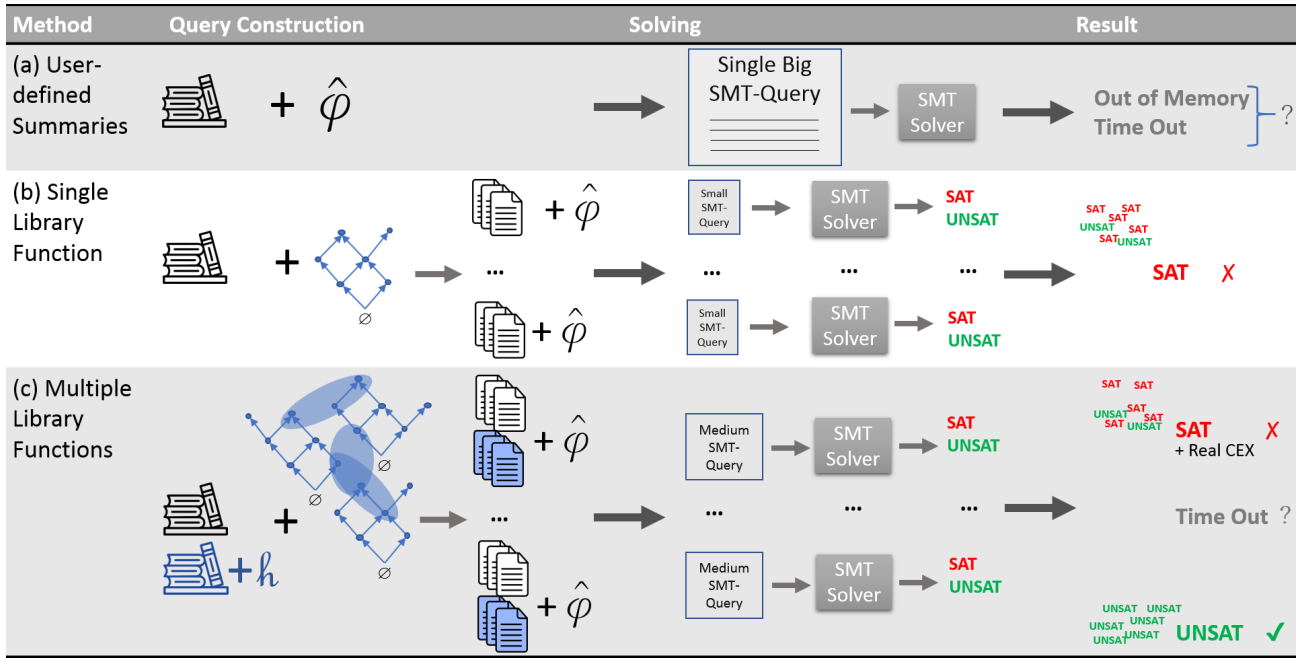 Method Query Construction Solving Result
(a) User-
defined
Summaries
+ φ̂
Single Big
SMT-Query
SMT
Solver
Out of Memory
Time Out
?
(b) Single
Library
Function
+
∅
+ φ̂
...
+ φ̂
Small
SMT-
Query
...
Small
SMT-
Query
SMT
Solver
...
SMT
Solver
SAT
UNSAT
...
SAT
UNSAT
SAT SAT
SAT
UNSAT SAT
SAT UNSAT
SAT ✗
(c) Multiple
Library
Functions
+
+h
∅
∅
∅
+ φ̂
...
+ φ̂
Medium
SMT-
Query
...
Medium
SMT-
Query
SMT
Solver
...
SMT
Solver
SAT
UNSAT
...
SAT
UNSAT
SAT SAT
SAT
UNSAT SAT
SAT UNSAT
SAT ✗
+ Real CEX
Time Out ?
UNSAT UNSAT
UNSAT UNSAT
UNSAT UNSAT
UNSAT ✓